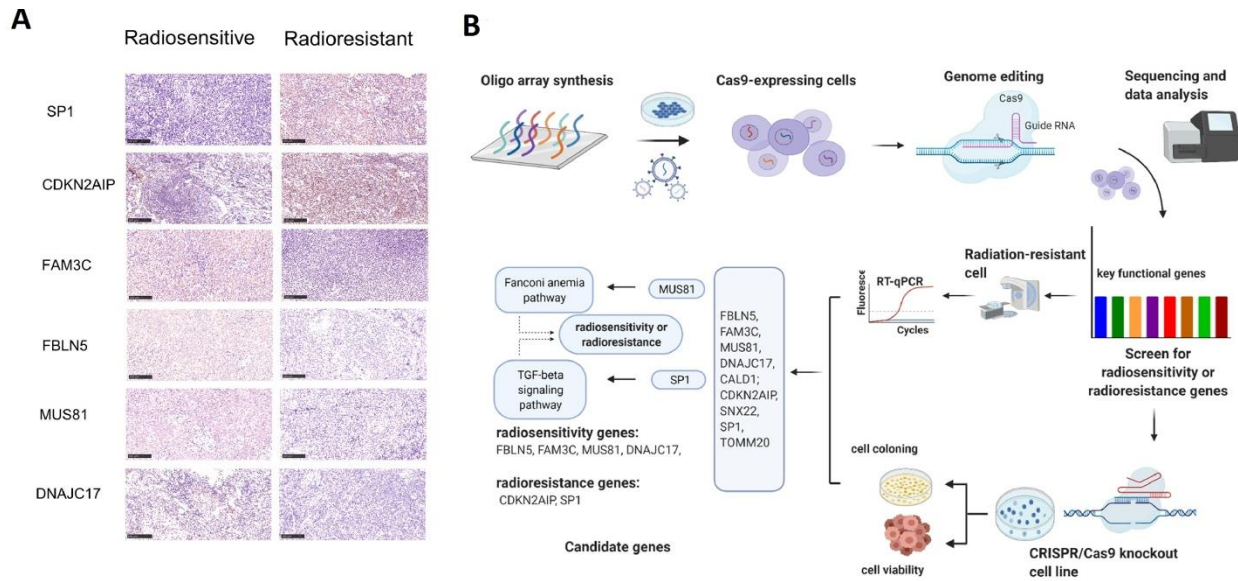 A
Radiosensitive Radioresistant
SP1
CDKN2AIP
FAM3C
FBLN5
MUS81
DNAJC17
B
Oligo array synthesis
Cas9-expressing cells
Genome editing
Cas9
Guide RNA
Sequencing and
data analysis
key functional genes
Screen for
radiosensitivity or
radioresistance genes
Radiation-resistant
cell
RT-qPCR
Fluoresce
Cycles
CRISPR/Cas9 knockout
cell line
cell coloning
cell viability
FBLN5,
FAM3C,
MUS81,
DNAJC17,
CALD1;
CDKN2AIP,
SNX22,
SP1,
TOMM20
MUS81
Fanconi anemia
pathway
radiosensitivity or
radioresistance
SP1
TGF-beta
signaling
pathway
radiosensitivity genes:
FBLN5, FAM3C, MUS81, DNAJC17,
radioresistance genes:
CDKN2AIP, SP1
Candidate genes